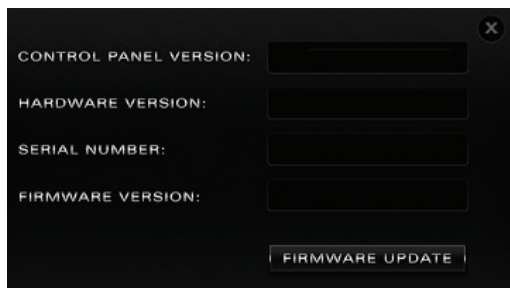 CONTROL PANEL VERSION:
HARDWARE VERSION:
SERIAL NUMBER:
FIRMWARE VERSION:
FIRMWARE UPDATE